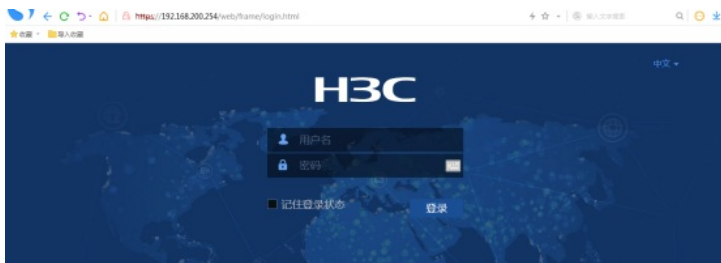 https://192.168.200.254/web/frame/login.html
收藏
导入收藏
中文
H3C
用户名
密码
记住登录状态
登录